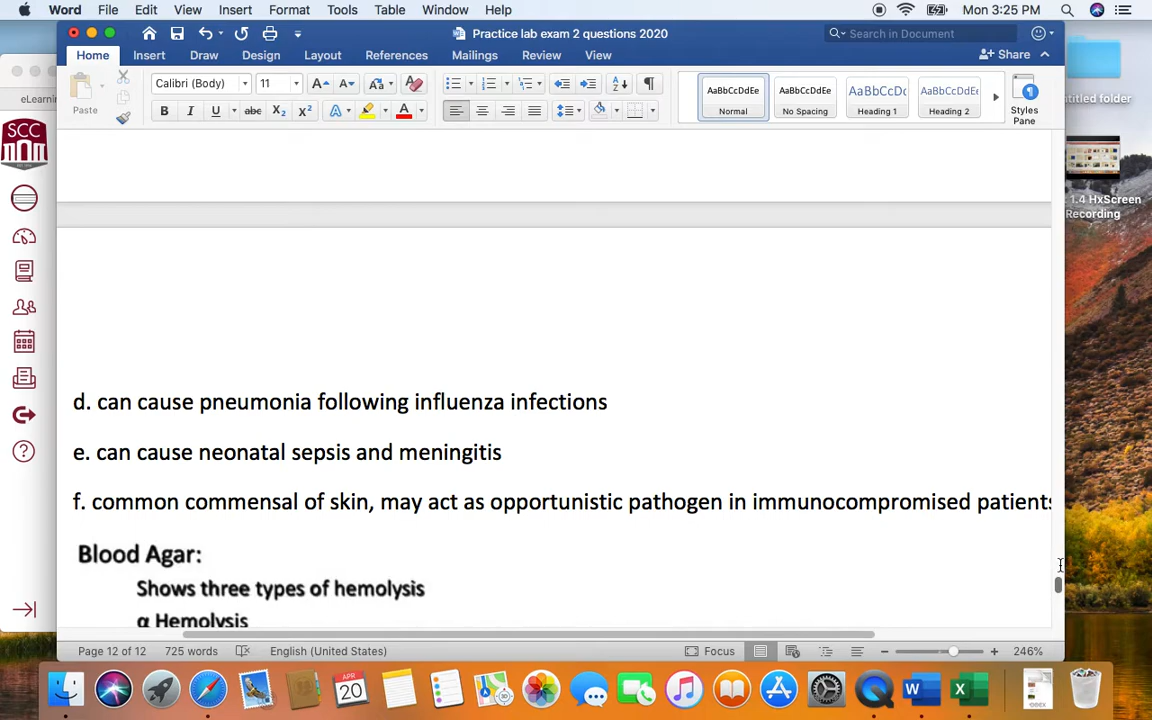 Word File Edit View Insert Format Tools Table Window Help Mon 3:25 PM
Practice lab exam 2 questions 2020
Search in Document
Home Insert Draw Design Layout References Mailings Review View Share
Paste
Calibri (Body) 11
AaBbCcDdEe AaBbCcDdEe AaBbCcDc AaBbCcDdEe
Normal No Spacing Heading 1 Heading 2
Styles Pane
eLearnin
SCC
titled folder
1.4 HxScreen
Recording
d. can cause pneumonia following influenza infections
e. can cause neonatal sepsis and meningitis
f. common commensal of skin, may act as opportunistic pathogen in immunocompromised patients
Blood Agar:
Shows three types of hemolysis
α Hemolysis
Page 12 of 12 725 words English (United States) Focus 246%
APR
20